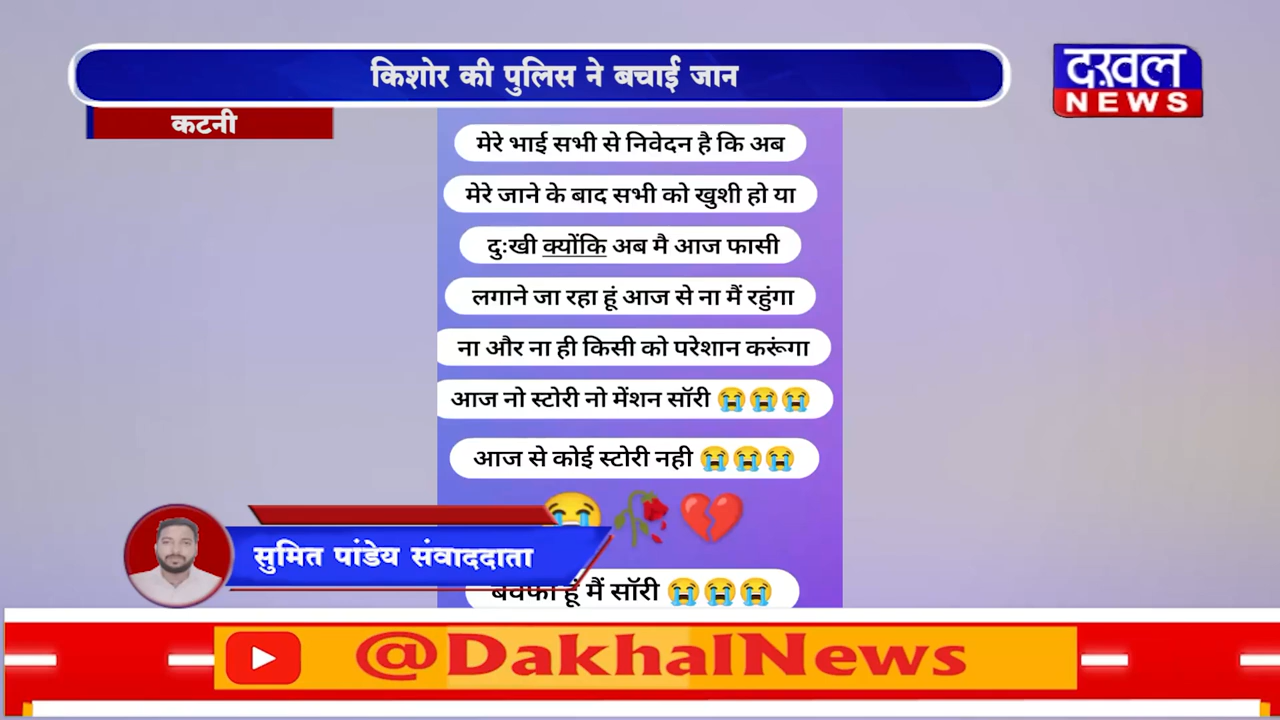 किशोर की पुलिस ने बचाई जान
दख़ल
NEWS
कटनी
मेरे भाई सभी से निवेदन है कि अब
मेरे जाने के बाद सभी को खुशी हो या
दुःखी क्योंकि अब मै आज फासी
लगाने जा रहा हूं आज से ना मैं रहुंगा
ना और ना ही किसी को परेशान करूंगा
आज नो स्टोरी नो मेंशन सॉरी 😭😭😭
आज से कोई स्टोरी नही 😭😭😭
😭🥀💔
सुमित पांडेय संवाददाता
हूं मैं सॉरी 😭😭😭
@DakhalNews